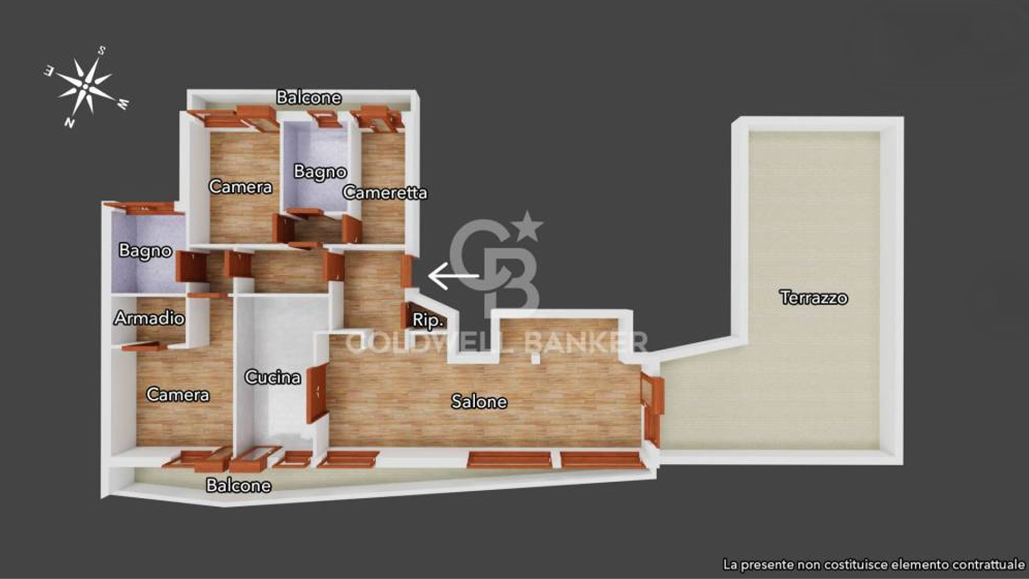 S
E
W
N
Balcone
Camera
Bagno
Cameretta
Bagno
Armadio
Rip.
Terrazzo
CB
COLDWELL BANKER
Camera
Cucina
Salone
Balcone
La presente non costituisce elemento contrattuale